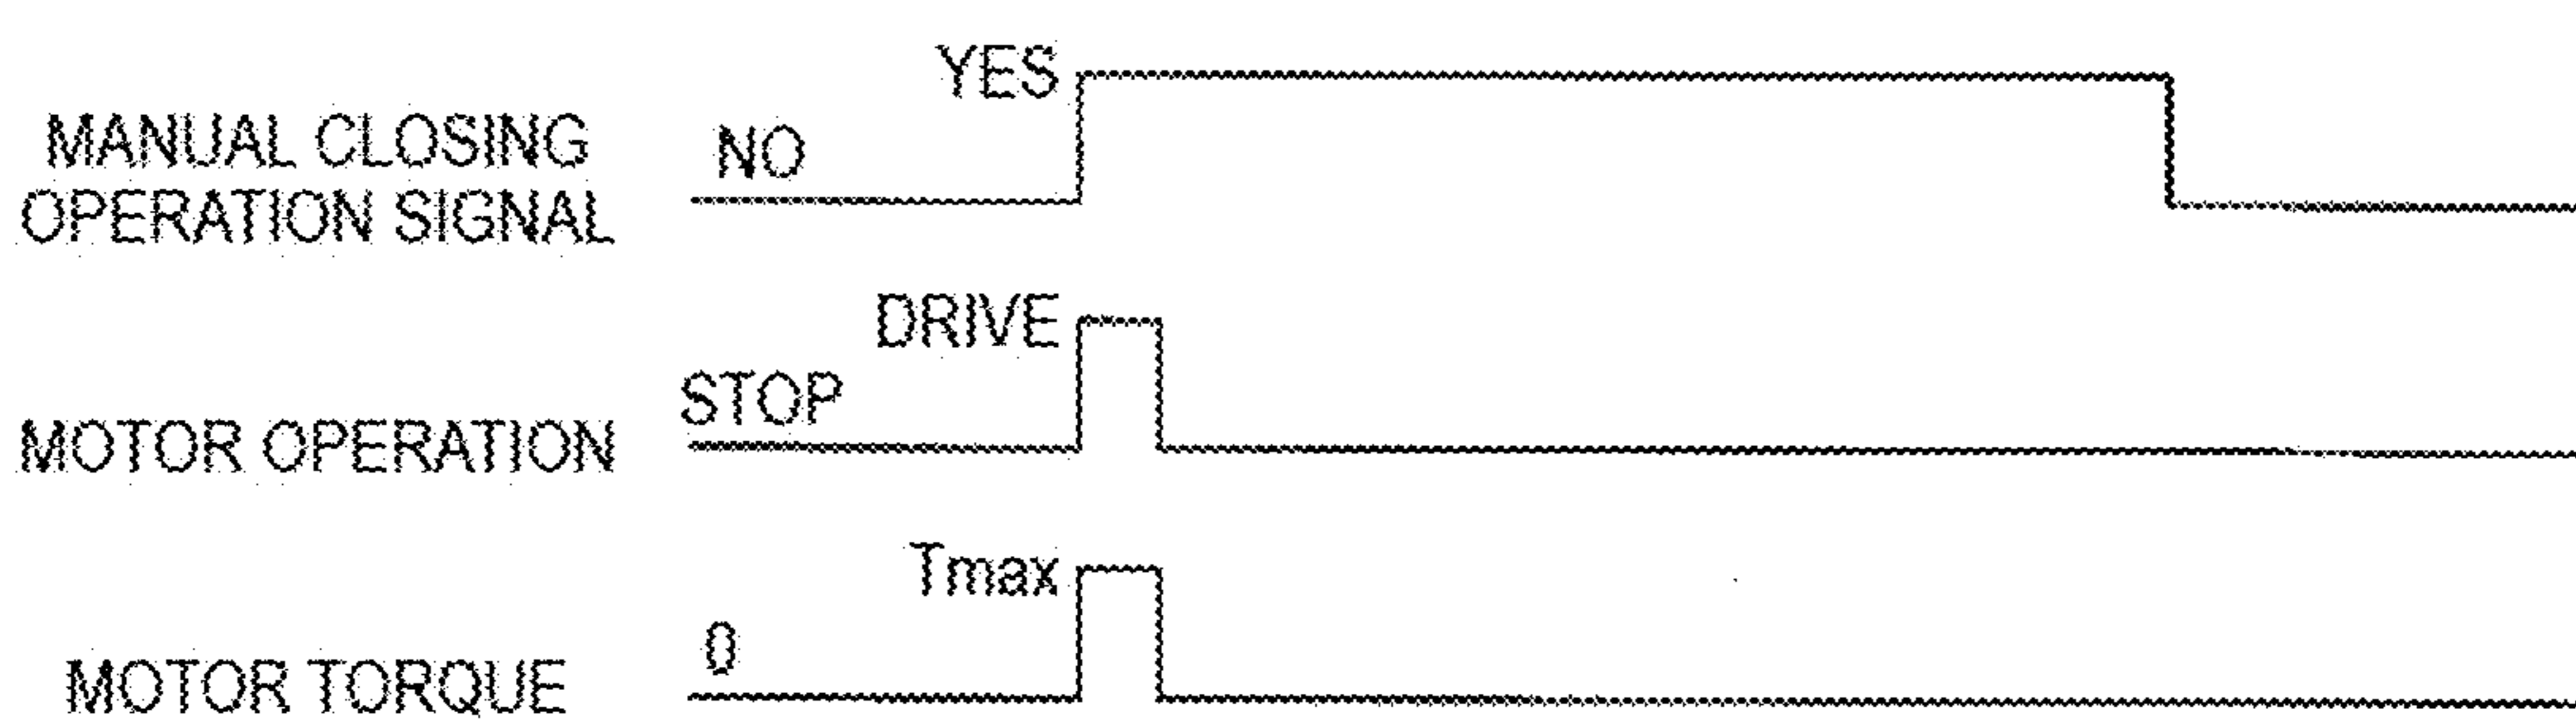 YES
NO
MANUAL CLOSING
OPERATION SIGNAL
DRIVE
STOP
MOTOR OPERATION
Tmax
0
MOTOR TORQUE